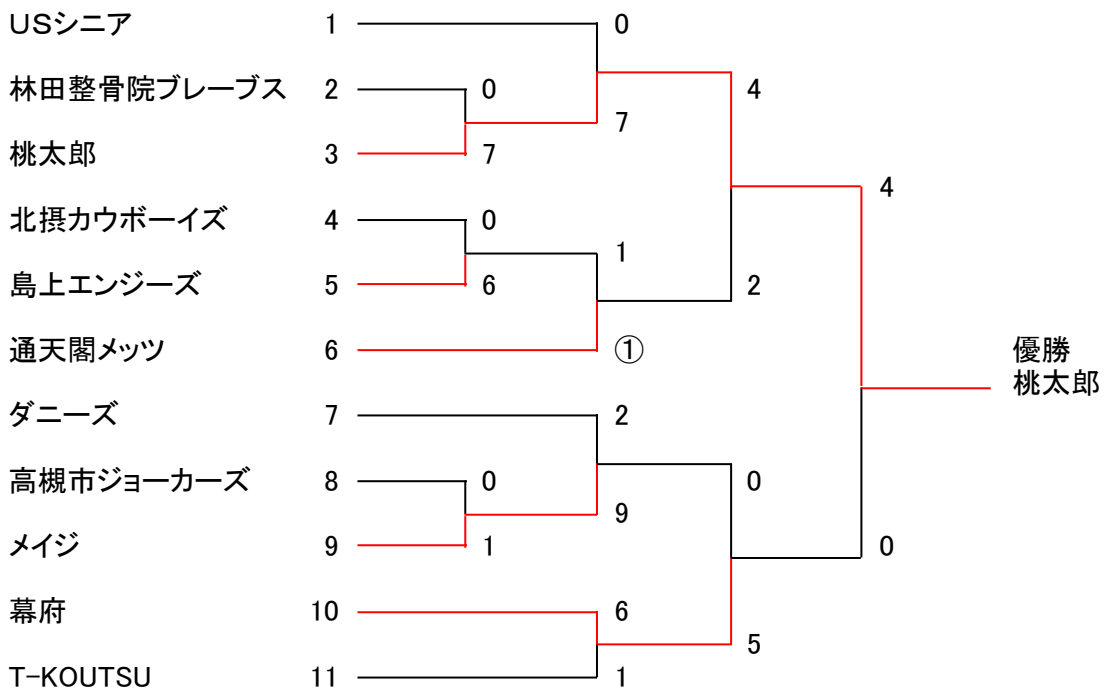 USシニア 1 0
4
林田整骨院ブレーブス 2 0
7
桃太郎 3 7
4
北摂カウボーイズ 4 0
1
島上エンジーズ 5 6 2
通天閣メッツ 6 ① 優勝
桃太郎
ダニーズ 7 2
高槻市ジョーカーズ 8 0 0
9
メイジ 9 1 0
幕府 10 6
5
T-KOUTSU 11 1